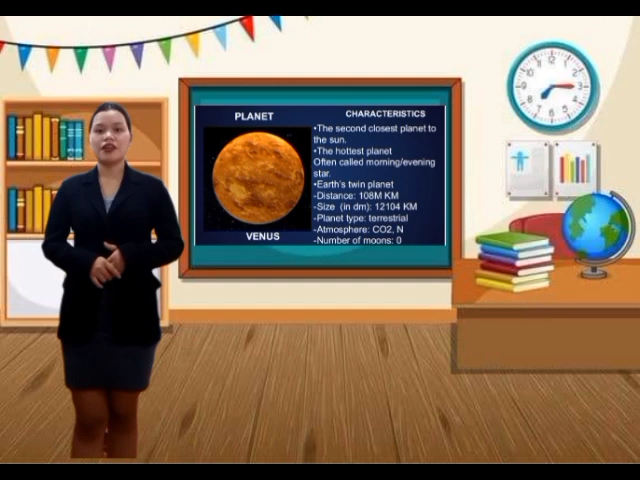 PLANET
VENUS
CHARACTERISTICS
•The second closest planet to
the sun.
•The hottest planet
Often called morning/evening
star.
•Earth's twin planet
-Distance: 108M KM
-Size (in dm): 12104 KM
-Planet type: terrestrial
-Atmosphere: CO2, N
-Number of moons: 0